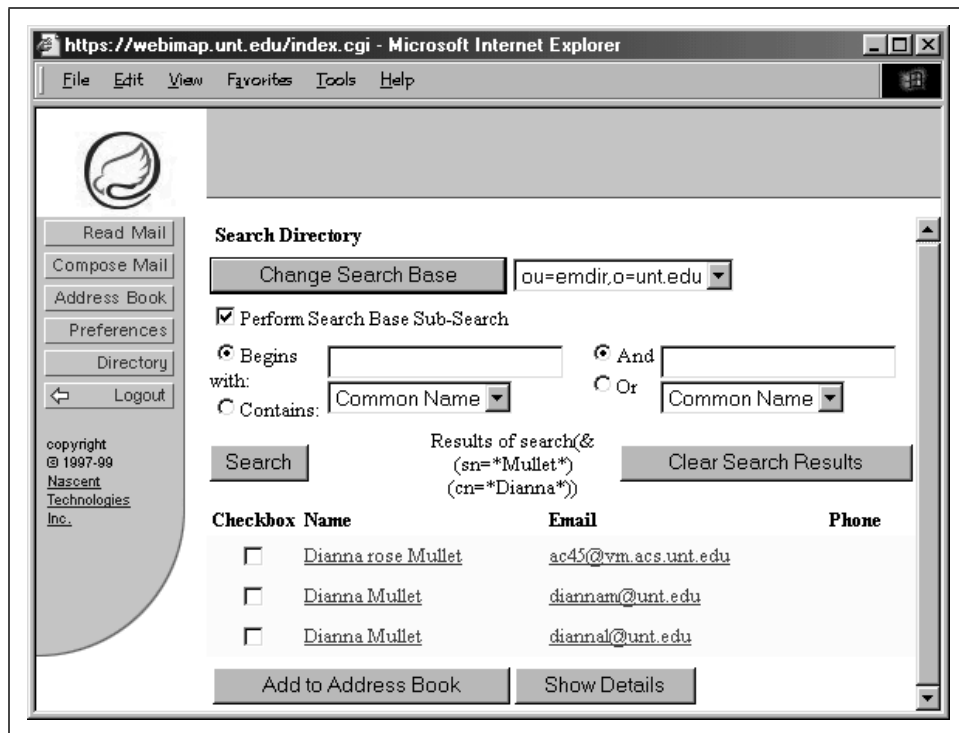 https://webimap.unt.edu/index.cgi - Microsoft Internet Explorer
File Edit View Favorites Tools Help
Read Mail
Compose Mail
Address Book
Preferences
Directory
Logout
copyright
© 1997-99
Nascent
Technologies
Inc.
Search Directory
Change Search Base
ou=emdir,o=unt.edu
Perform Search Base Sub-Search
Begins
with:
Contains:
Common Name
And
Or
Common Name
Search
Results of search(&
(sn=*Mullet*)
(cn=*Dianna*))
Clear Search Results
Checkbox Name Email Phone
Dianna rose Mullet ac45@vm.acs.unt.edu
Dianna Mullet diannam@unt.edu
Dianna Mullet diannal@unt.edu
Add to Address Book Show Details